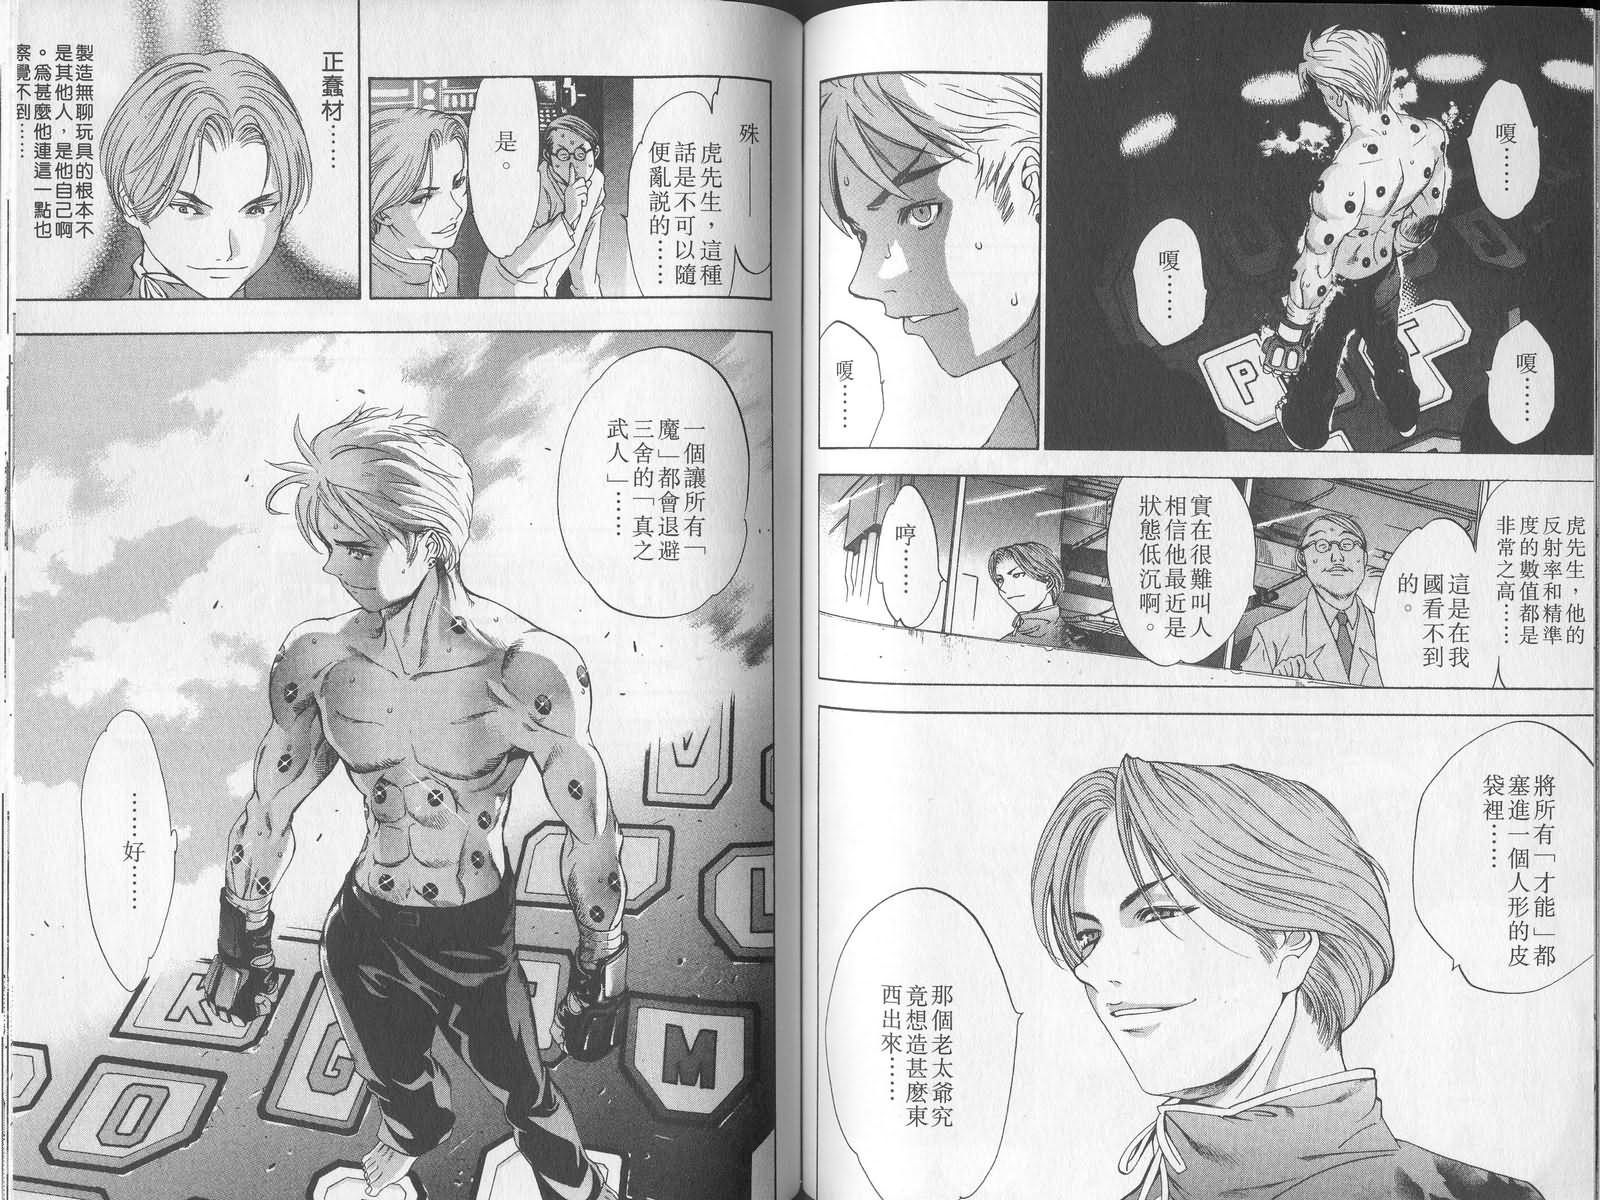 嗄……
嗄……
嗄……
嗄……
虎先生，他的
反射率和精準
度的數值都是
非常之高……
這是在我
國看不到
的。
實在很難叫人
相信他最近是
狀態低沉啊。
哼……
將所有「才能」都
塞進一個人形的皮
袋裡……
那個老太爺究
竟想造甚麼東
西出來……
殊——
虎先生，這種
話是不可以隨
便亂說的……
是。
正蠢材……
製造無聊玩具的根本不
是其他人，是他自己啊
。為甚麼他連這一點也
察覺不到……
一個讓所有「
魔」都會退避
三舍的「真之
武人」……
……好……
P
V
L
K
G
P
M
O